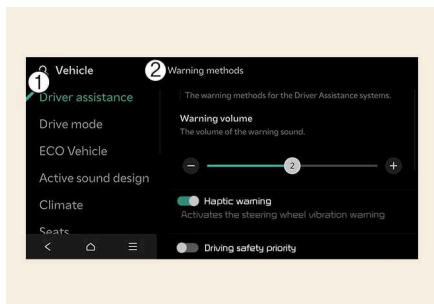 Vehicle
1
2
Warning methods
Driver assistance
Drive mode
ECO Vehicle
Active sound design
Climate
Seats
The warning methods for the Driver Assistance systems.
Warning volume
The volume of the warning sound.
2
Haptic warning
Activates the steering wheel vibration warning
Driving safety priority